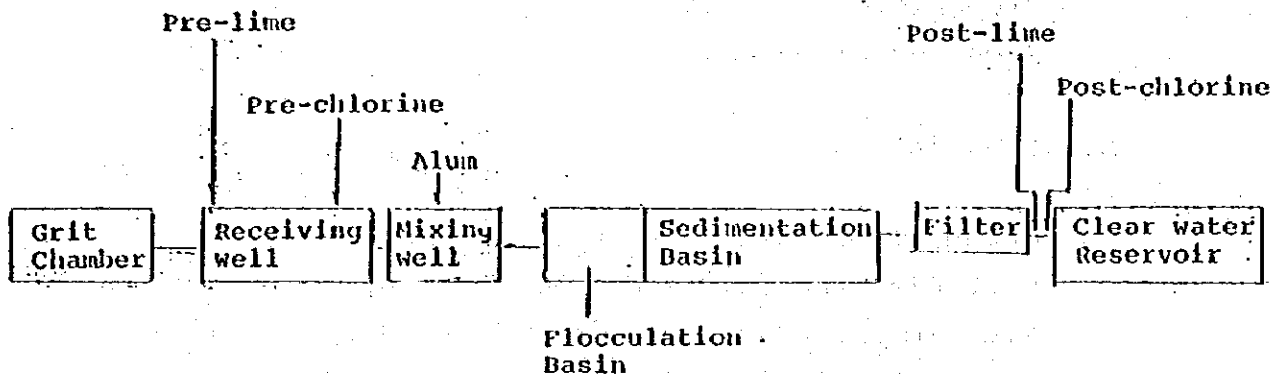 Pre-lime
Post-lime
Pre-chlorine
Post-chlorine
Alum
Grit
Chamber
Receiving
well
Mixing
well
Sedimentation
Basin
Filter
Clear water
Reservoir
Flocculation
Basin